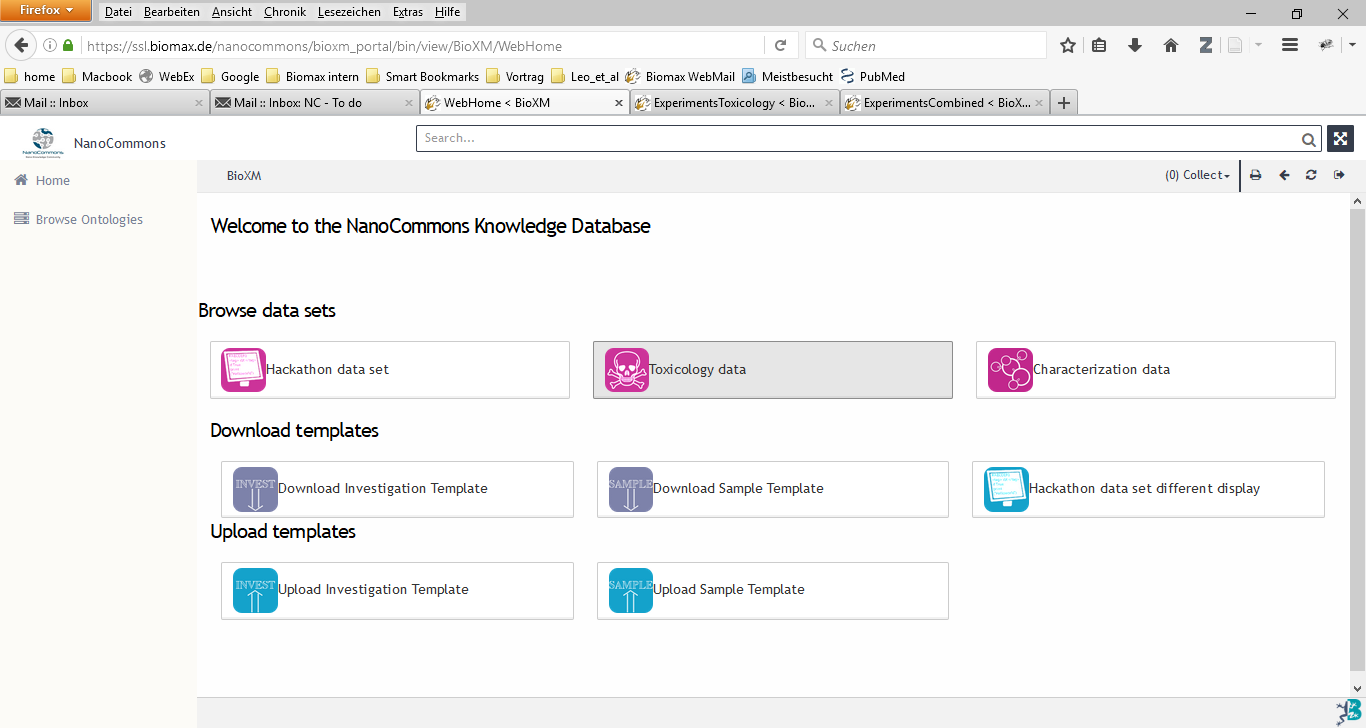 Firefox
Datei Bearbeiten Ansicht Chronik Lesezeichen Extras Hilfe
https://ssl.biomax.de/nanocommons/bioxm_portal/bin/view/BioXM/WebHome
Suchen
home Macbook WebEx Google Biomax intern Smart Bookmarks Vortrag Leo_et_al Biomax WebMail Meistbesucht PubMed
Mail :: Inbox
Mail :: Inbox: NC - To do
WebHome < BioXM
ExperimentsToxicology < Bio...
ExperimentsCombined < BioX...
NanoCommons
NanoCommons
Search...
Home
Browse Ontologies
BioXM
(0) Collect
Welcome to the NanoCommons Knowledge Database
Browse data sets
Hackathon data set
Toxicology data
Characterization data
Download templates
INVEST
Download Investigation Template
SAMPLE
Download Sample Template
Hackathon data set different display
Upload templates
INVEST
Upload Investigation Template
SAMPLE
Upload Sample Template